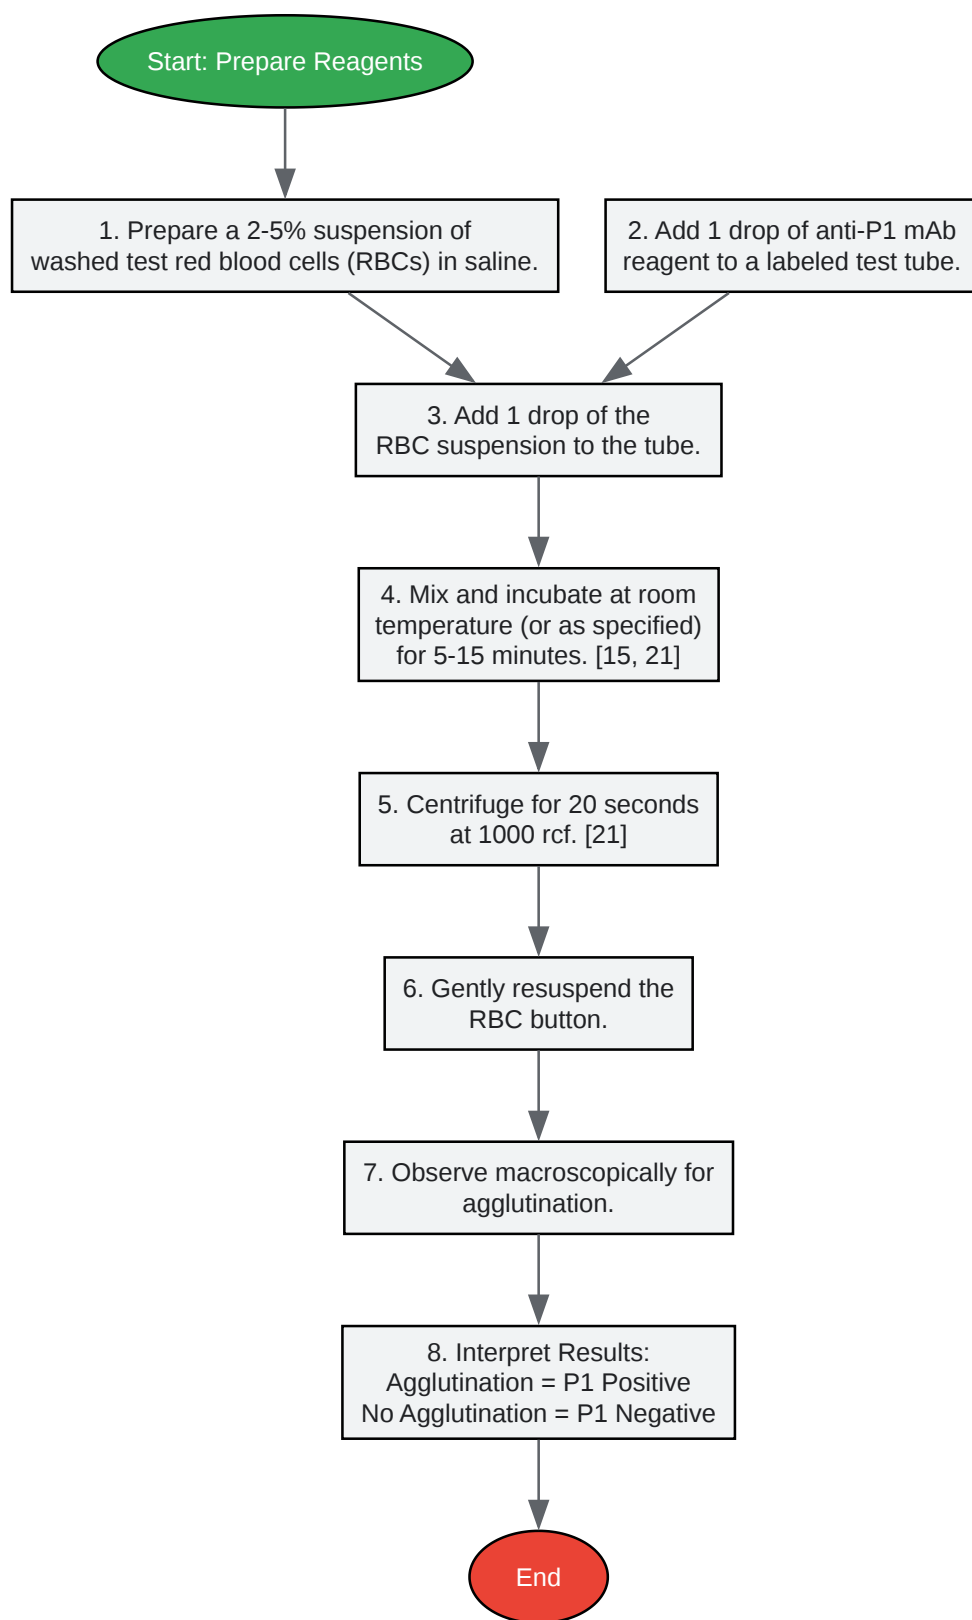 Start: Prepare Reagents
1. Prepare a 2-5% suspension of
washed test red blood cells (RBCs) in saline.
2. Add 1 drop of anti-P1 mAb
reagent to a labeled test tube.
3. Add 1 drop of the
RBC suspension to the tube.
4. Mix and incubate at room
temperature (or as specified)
for 5-15 minutes. [15, 21]
5. Centrifuge for 20 seconds
at 1000 rcf. [21]
6. Gently resuspend the
RBC button.
7. Observe macroscopically for
agglutination.
8. Interpret Results:
Agglutination = P1 Positive
No Agglutination = P1 Negative
End